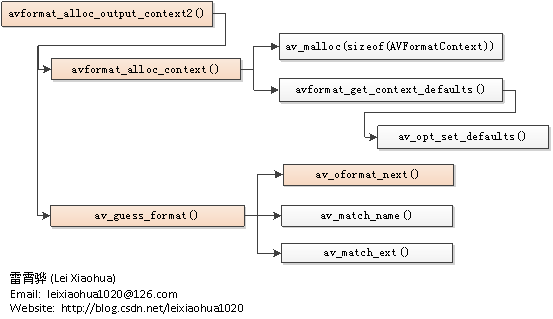 avformat_alloc_output_context2()
avformat_alloc_context()
av_malloc(sizeof(AVFormatContext))
avformat_get_context_defaults()
av_opt_set_defaults()
av_guess_format()
av_oformat_next()
av_match_name()
av_match_ext()
雷霄骅 (Lei Xiaohua)
Email: leixiaohua1020@126.com
Website: http://blog.csdn.net/leixiaohua1020